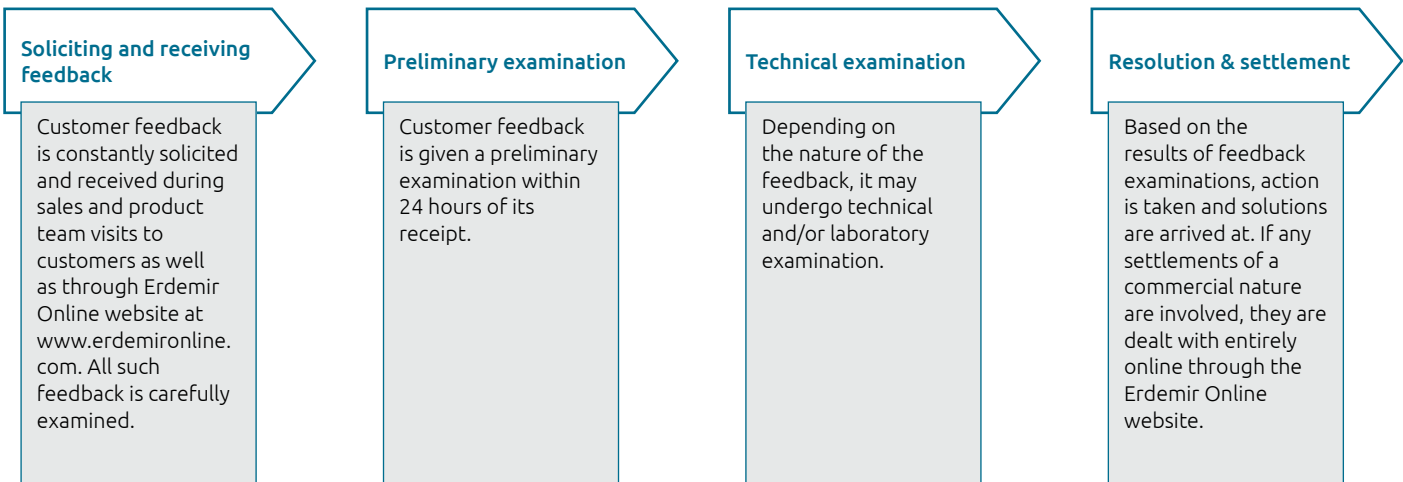 Soliciting and receiving
feedback
Customer feedback
is constantly solicited
and received during
sales and product
team visits to
customers as well
as through Erdemir
Online website at
www.erdemironline.
com. All such
feedback is carefully
examined.
Preliminary examination
Customer feedback
is given a preliminary
examination within
24 hours of its
receipt.
Technical examination
Depending on
the nature of the
feedback, it may
undergo technical
and/or laboratory
examination.
Resolution & settlement
Based on the
results of feedback
examinations, action
is taken and solutions
are arrived at. If any
settlements of a
commercial nature
are involved, they are
dealt with entirely
online through the
Erdemir Online
website.